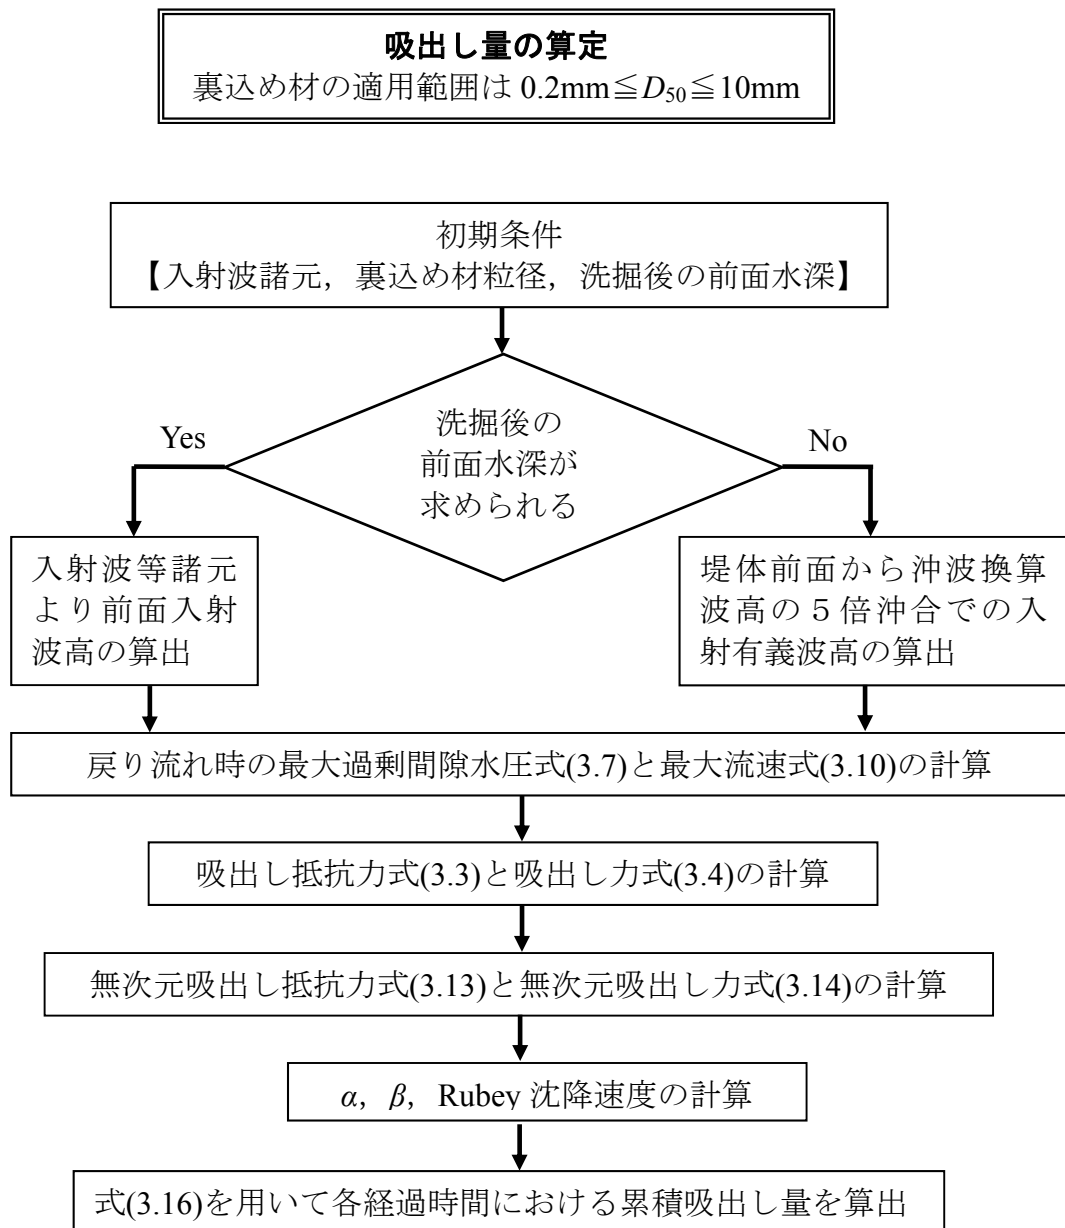 吸出し量の算定
裏込め材の適用範囲は 0.2mm≦D50≦10mm
初期条件
【入射波諸元，裏込め材粒径，洗掘後の前面水深】
洗掘後の
前面水深が
求められる
Yes
No
入射波等諸元
より前面入射
波高の算出
堤体前面から沖波換算
波高の５倍沖合での入
射有義波高の算出
戻り流れ時の最大過剰間隙水圧式(3.7)と最大流速式(3.10)の計算
吸出し抵抗力式(3.3)と吸出し力式(3.4)の計算
無次元吸出し抵抗力式(3.13)と無次元吸出し力式(3.14)の計算
α，β，Rubey 沈降速度の計算
式(3.16)を用いて各経過時間における累積吸出し量を算出